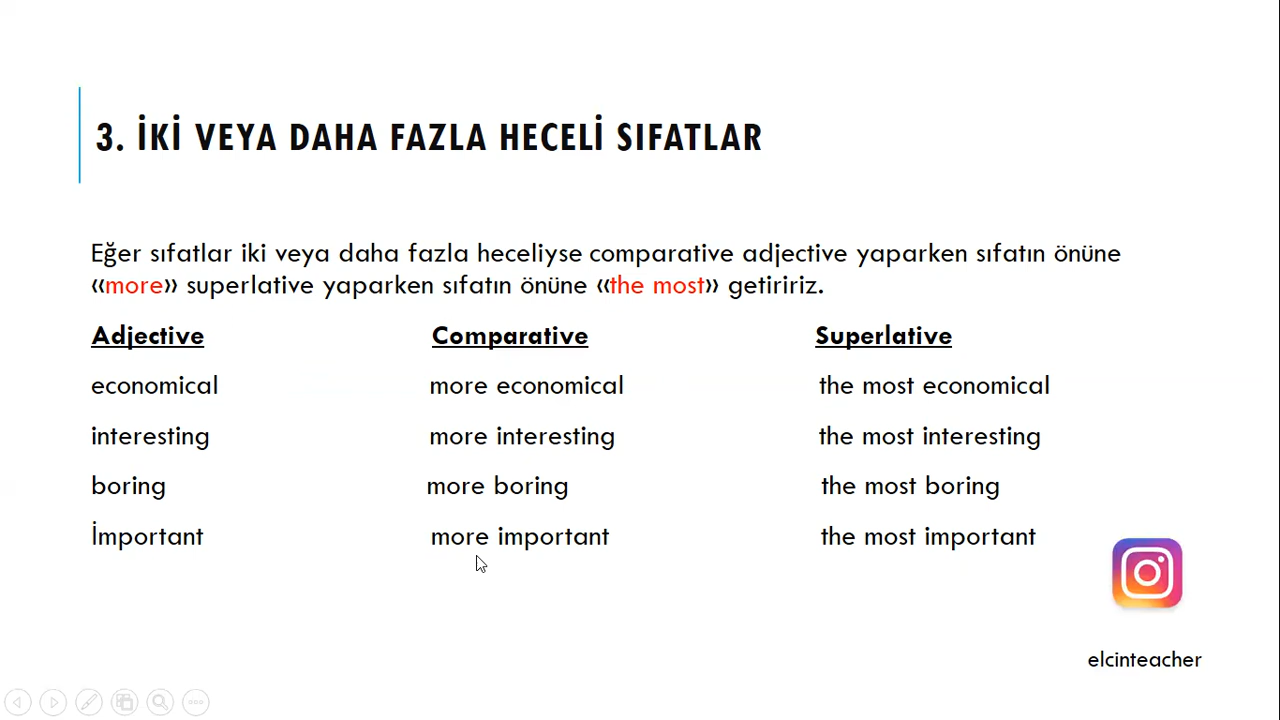 3. İKİ VEYA DAHA FAZLA HECELİ SIFATLAR
Eğer sıfatlar iki veya daha fazla heceliyse comparative adjective yaparken sıfatın önüne
«more» superlative yaparken sıfatın önüne «the most» getiririz.
Adjective Comparative Superlative
economical more economical the most economical
interesting more interesting the most interesting
boring more boring the most boring
İmportant more important the most important
elcinteacher